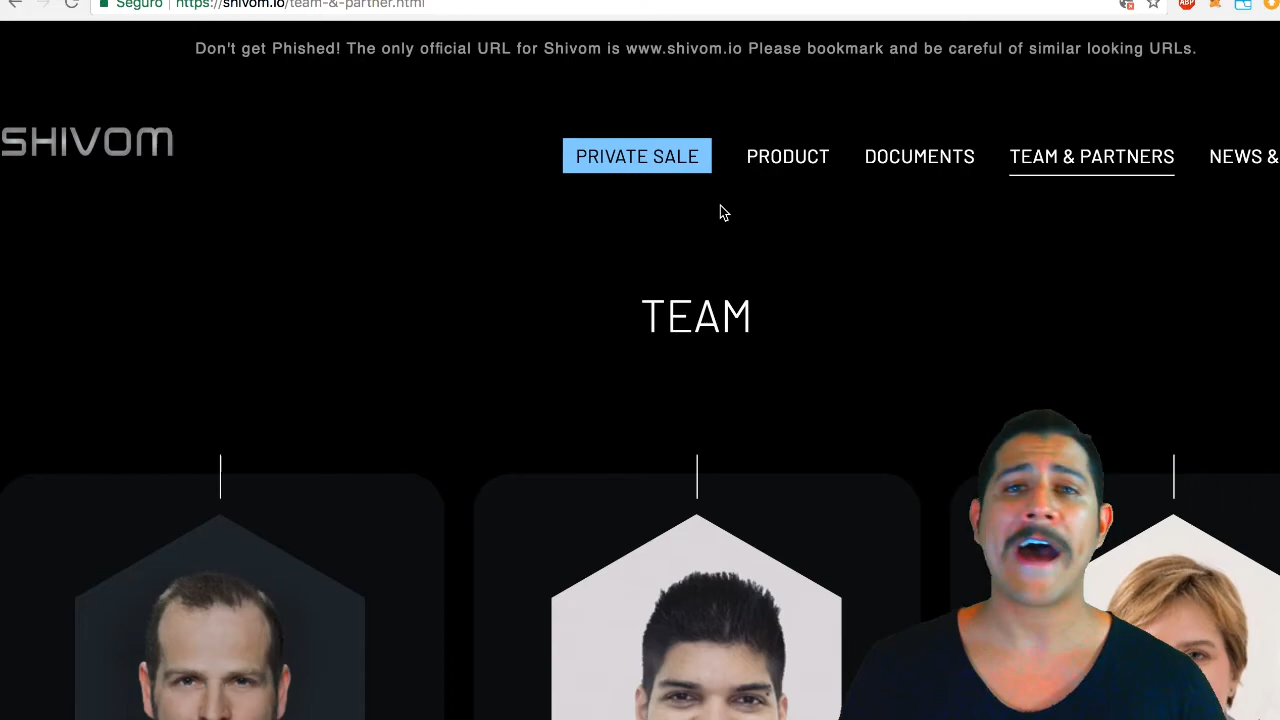 Seguro https://shivom.io/team-&-partner.html
ABP
Don't get Phished! The only official URL for Shivom is www.shivom.io Please bookmark and be careful of similar looking URLs.
SHIVOM
PRIVATE SALE PRODUCT DOCUMENTS TEAM & PARTNERS NEWS &
TEAM